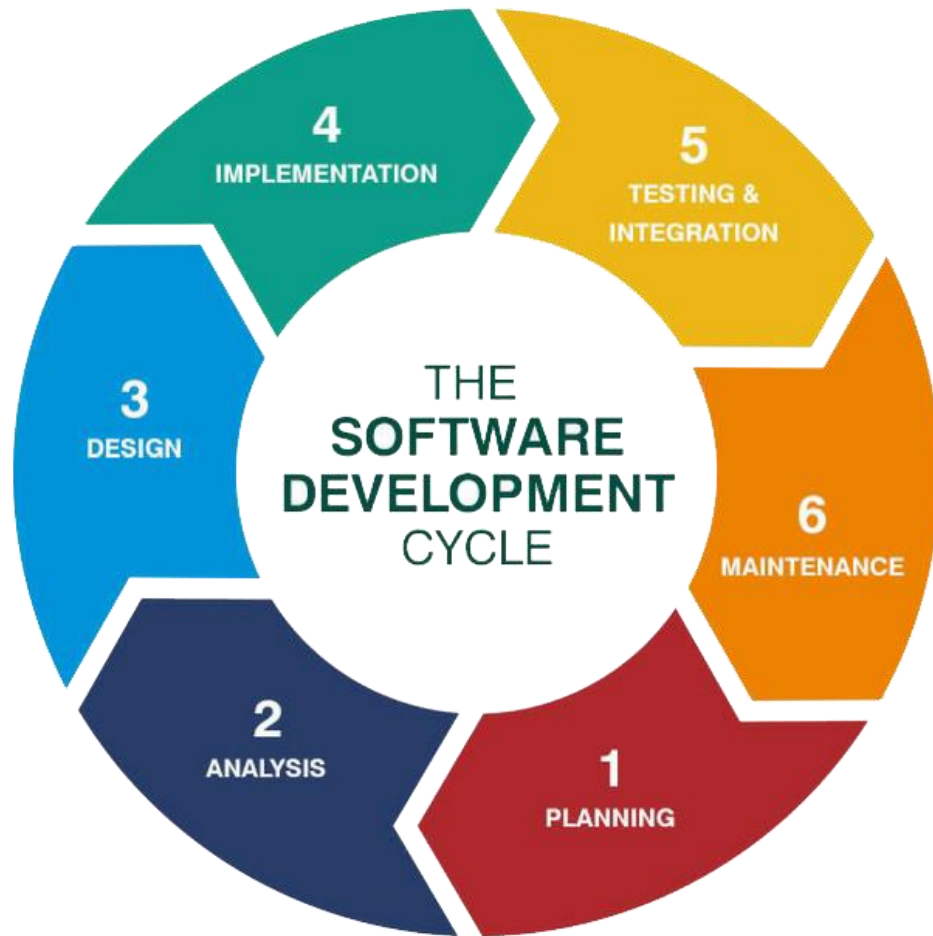 THE
SOFTWARE
DEVELOPMENT
CYCLE
1
PLANNING
2
ANALYSIS
3
DESIGN
4
IMPLEMENTATION
5
TESTING &
INTEGRATION
6
MAINTENANCE